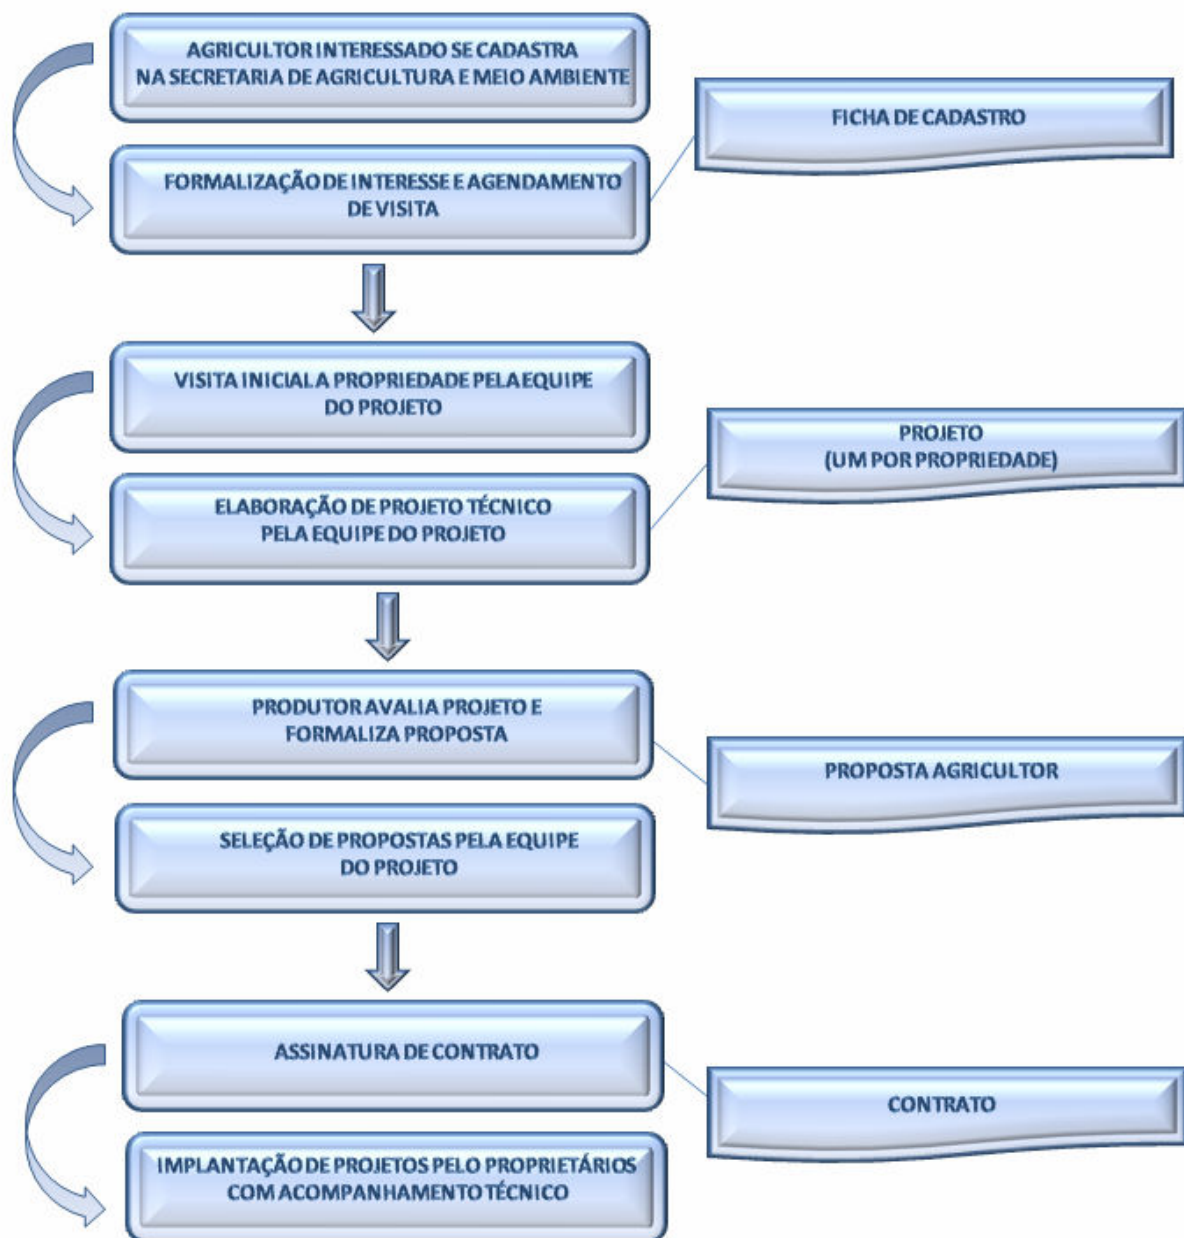 AGRICULTOR INTERESSADO SE CADASTRA
NA SECRETARIA DE AGRICULTURA E MEIO AMBIENTE
FICHA DE CADASTRO
FORMALIZAÇÃO DE INTERESSE E AGENDAMENTO
DE VISITA
VISITA INICIAL A PROPRIEDADE PELA EQUIPE
DO PROJETO
PROJETO
(UM POR PROPRIEDADE)
ELABORAÇÃO DE PROJETO TÉCNICO
PELA EQUIPE DO PROJETO
PRODUTOR AVALIA PROJETO E
FORMALIZA PROPOSTA
PROPOSTA AGRICULTOR
SELEÇÃO DE PROPOSTAS PELA EQUIPE
DO PROJETO
ASSINATURA DE CONTRATO
CONTRATO
IMPLANTAÇÃO DE PROJETOS PELO PROPRIETÁRIOS
COM ACOMPANHAMENTO TÉCNICO